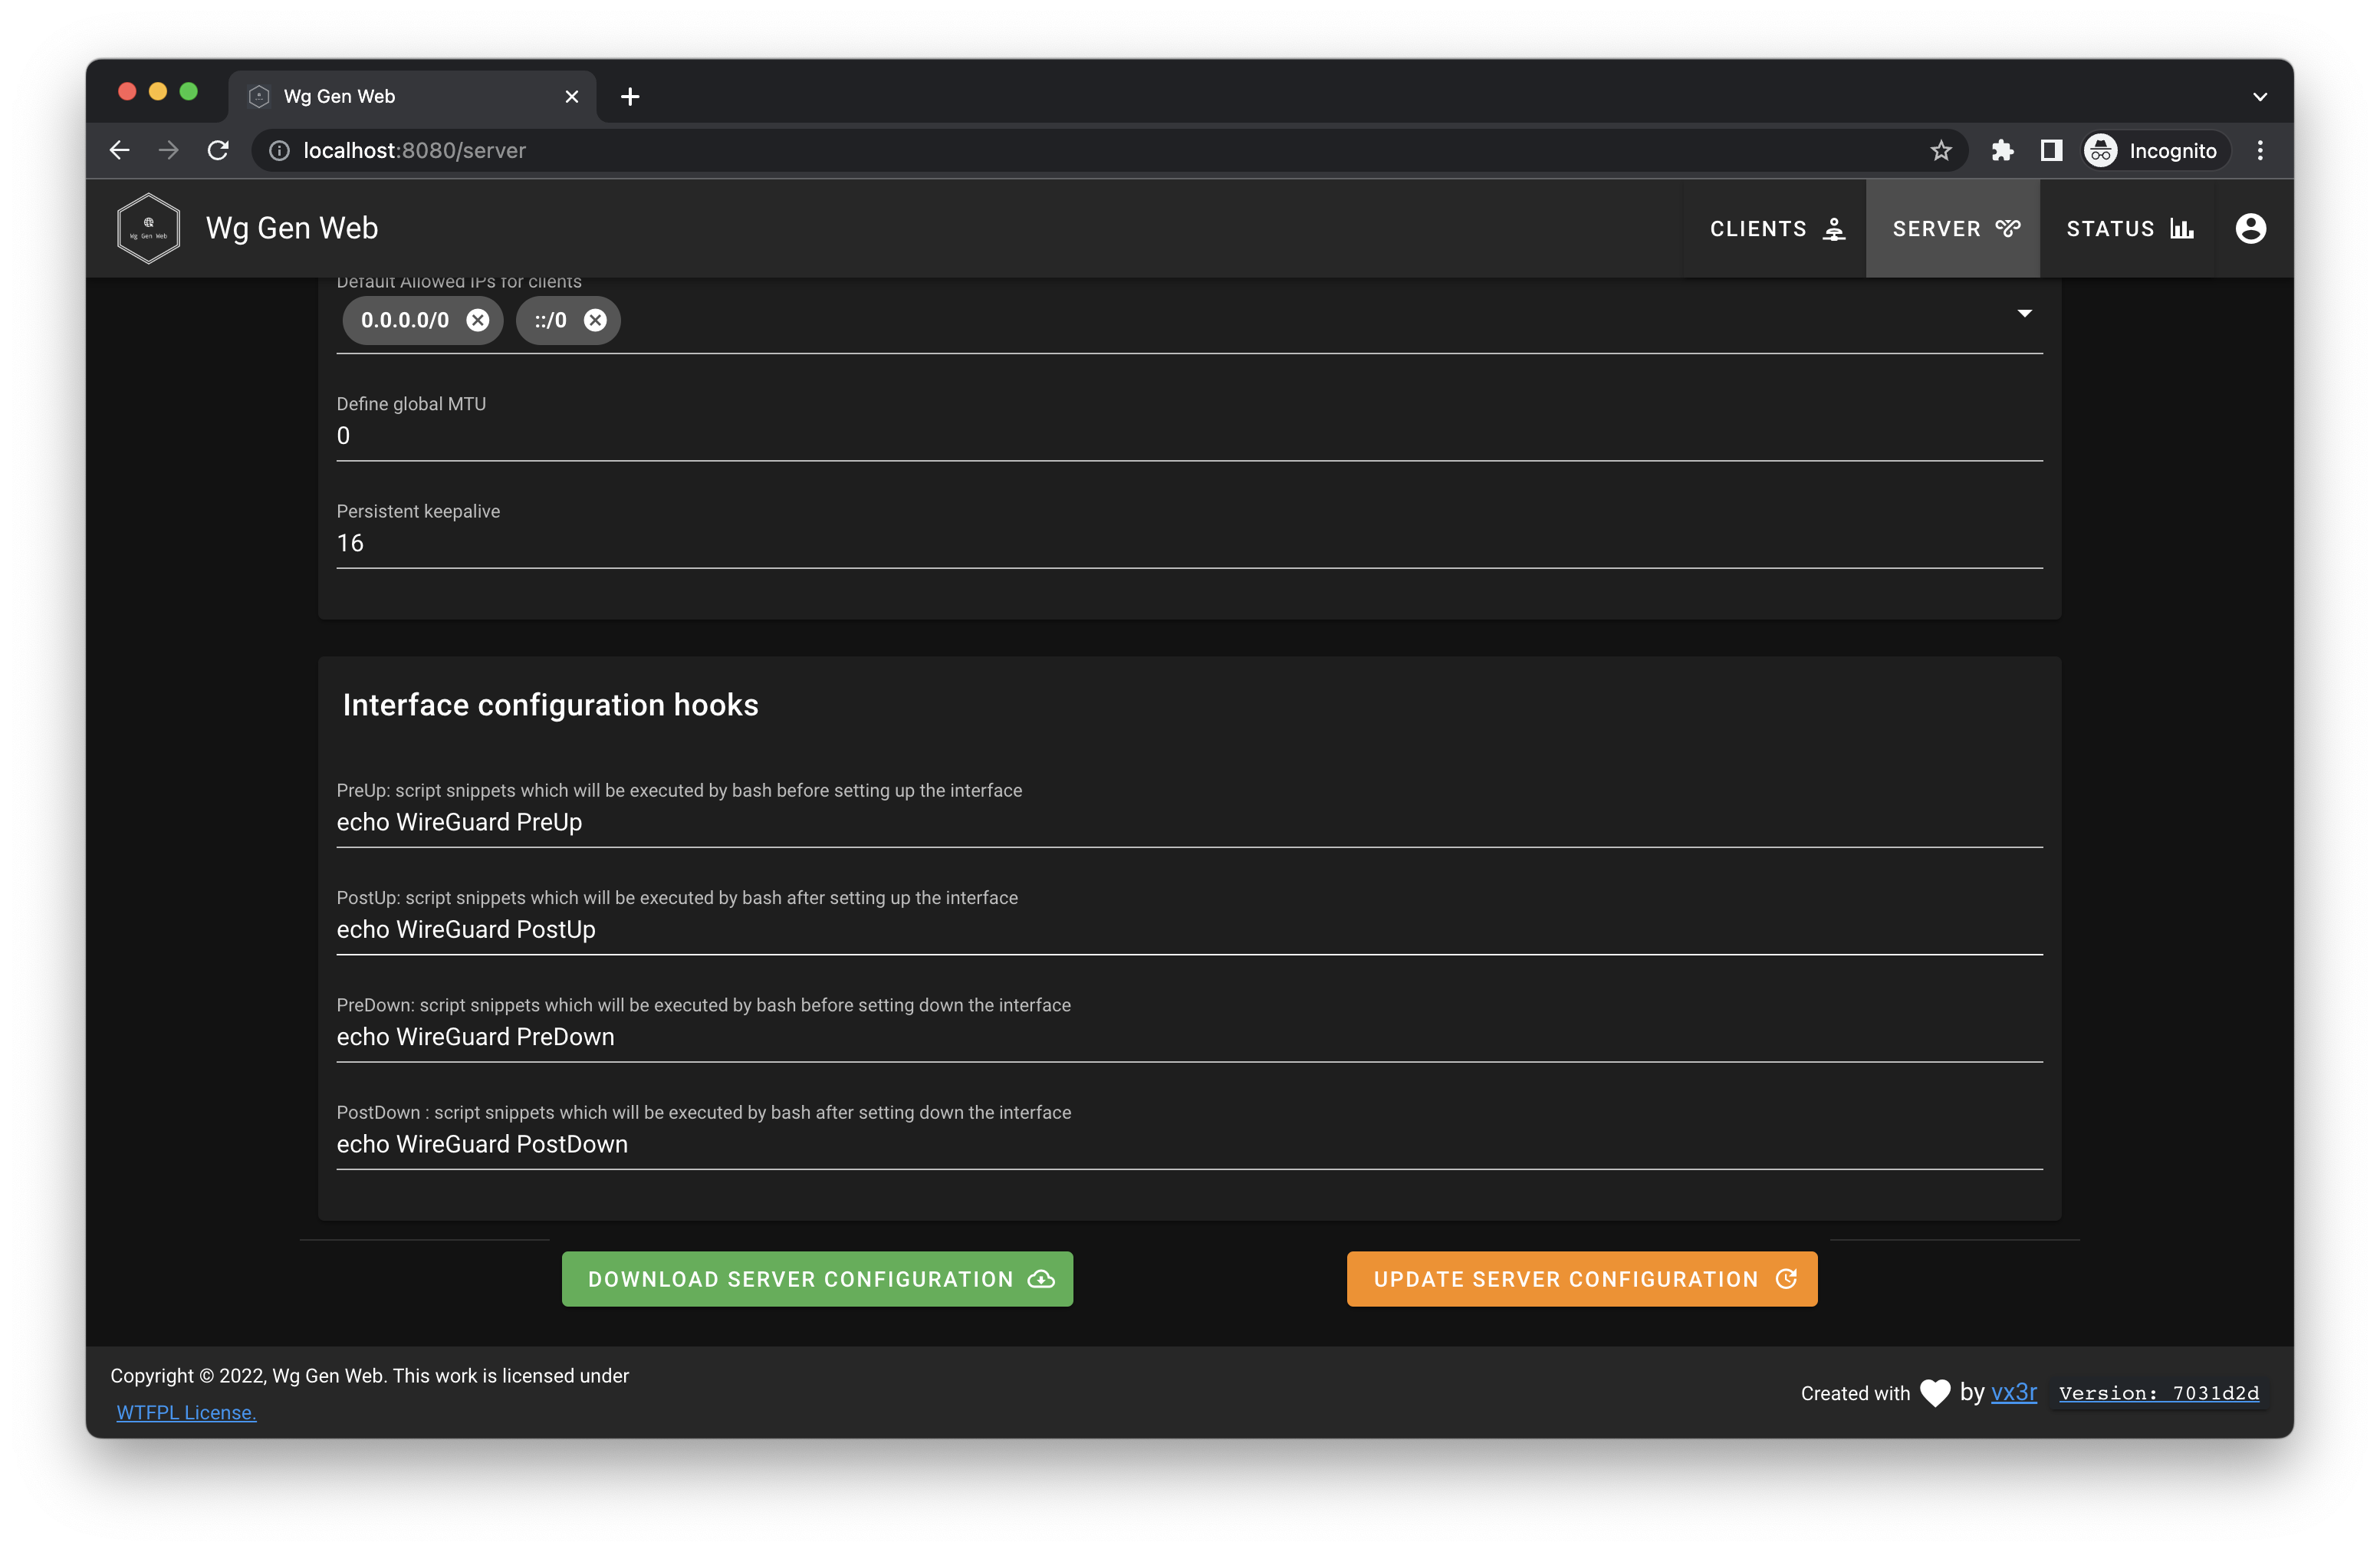 Wg Gen Web
localhost:8080/server
Incognito
Wg Gen Web
Wg Gen Web
CLIENTS
SERVER
STATUS
Default Allowed IPs for clients
0.0.0.0/0
::/0
Define global MTU
0
Persistent keepalive
16
Interface configuration hooks
PreUp: script snippets which will be executed by bash before setting up the interface
echo WireGuard PreUp
PostUp: script snippets which will be executed by bash after setting up the interface
echo WireGuard PostUp
PreDown: script snippets which will be executed by bash before setting down the interface
echo WireGuard PreDown
PostDown : script snippets which will be executed by bash after setting down the interface
echo WireGuard PostDown
DOWNLOAD SERVER CONFIGURATION
UPDATE SERVER CONFIGURATION
Copyright © 2022, Wg Gen Web. This work is licensed under
WTFPL License.
Created with by vx3r Version: 7031d2d